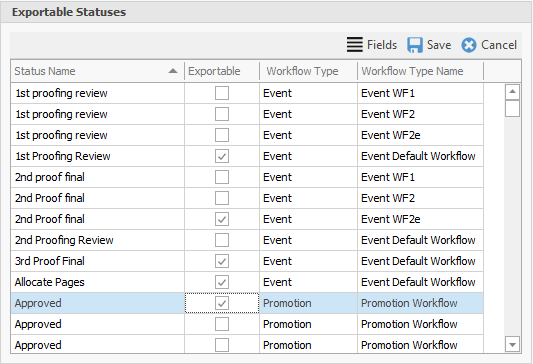 Exportable Statuses
Fields Save Cancel
Status Name Exportable Workflow Type Workflow Type Name
1st proofing review Event Event WF1
1st proofing review Event Event WF2
1st proofing review Event Event WF2e
1st Proofing Review Event Event Default Workflow
2nd proof final Event Event WF1
2nd Proof final Event Event WF2
2nd Proof final Event Event WF2e
2nd Proofing Review Event Event Default Workflow
3rd Proof Final Event Event Default Workflow
Allocate Pages Event Event Default Workflow
Approved Promotion Promotion Workflow
Approved Promotion Promotion Workflow
Approved Promotion Promotion Workflow